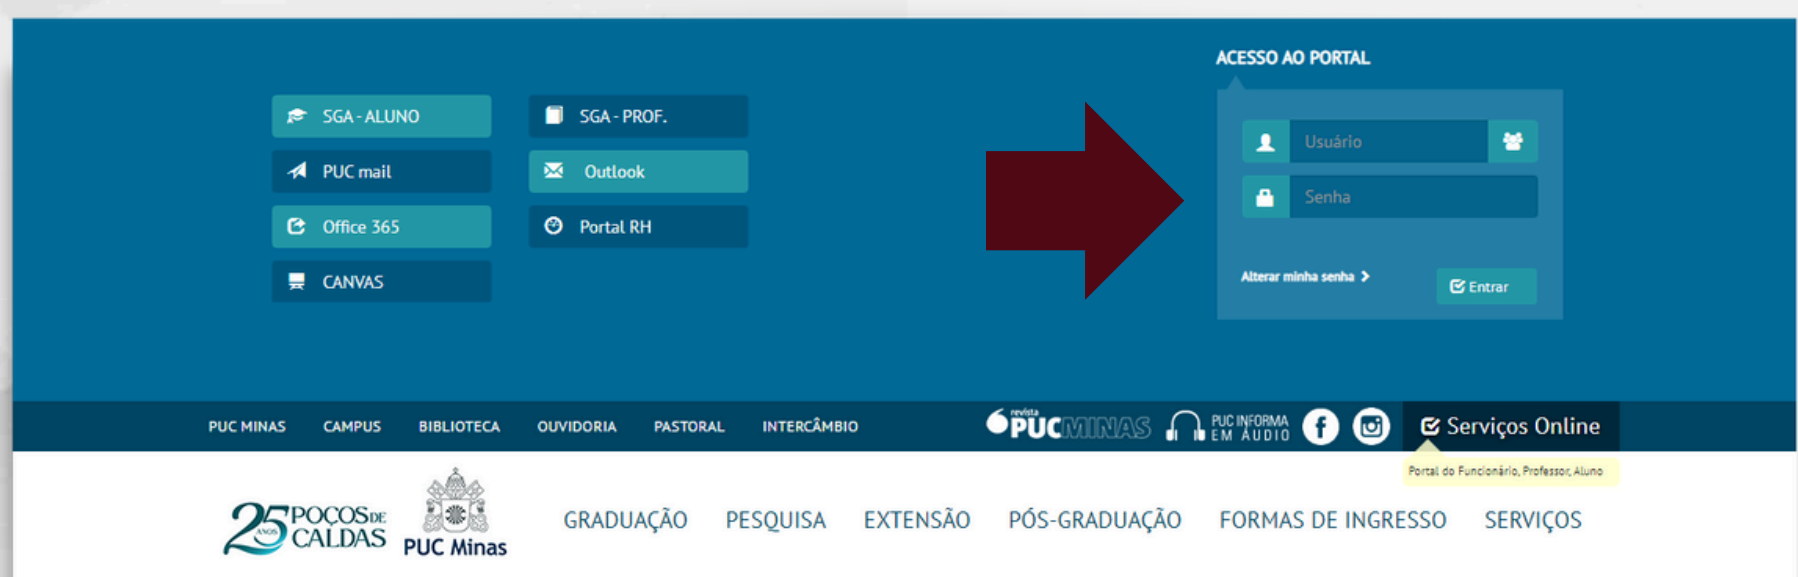 ACESSO AO PORTAL
SGA - ALUNO
SGA - PROF.
Usuário
PUC mail
Outlook
Senha
Office 365
Portal RH
Alterar minha senha
Entrar
CANVAS
PUC MINAS
CAMPUS
BIBLIOTECA
OUVIDORIA
PASTORAL
INTERCÂMBIO
revista
PUCMINAS
PUC INFORMA
EM ÁUDIO
Serviços Online
Portal do Funcionário, Professor, Aluno
25 ANOS
POÇOS DE
CALDAS
PUC Minas
GRADUAÇÃO
PESQUISA
EXTENSÃO
PÓS-GRADUAÇÃO
FORMAS DE INGRESSO
SERVIÇOS